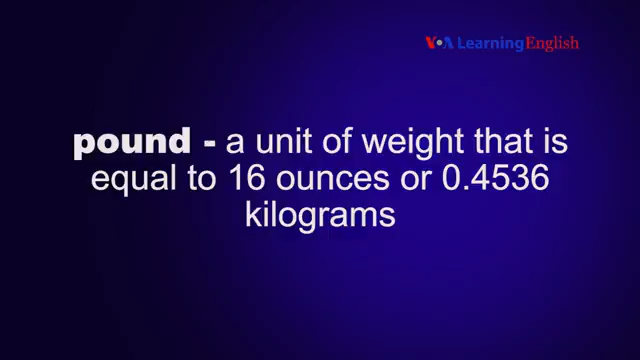 VOA Learning English
pound - a unit of weight that is
equal to 16 ounces or 0.4536
kilograms